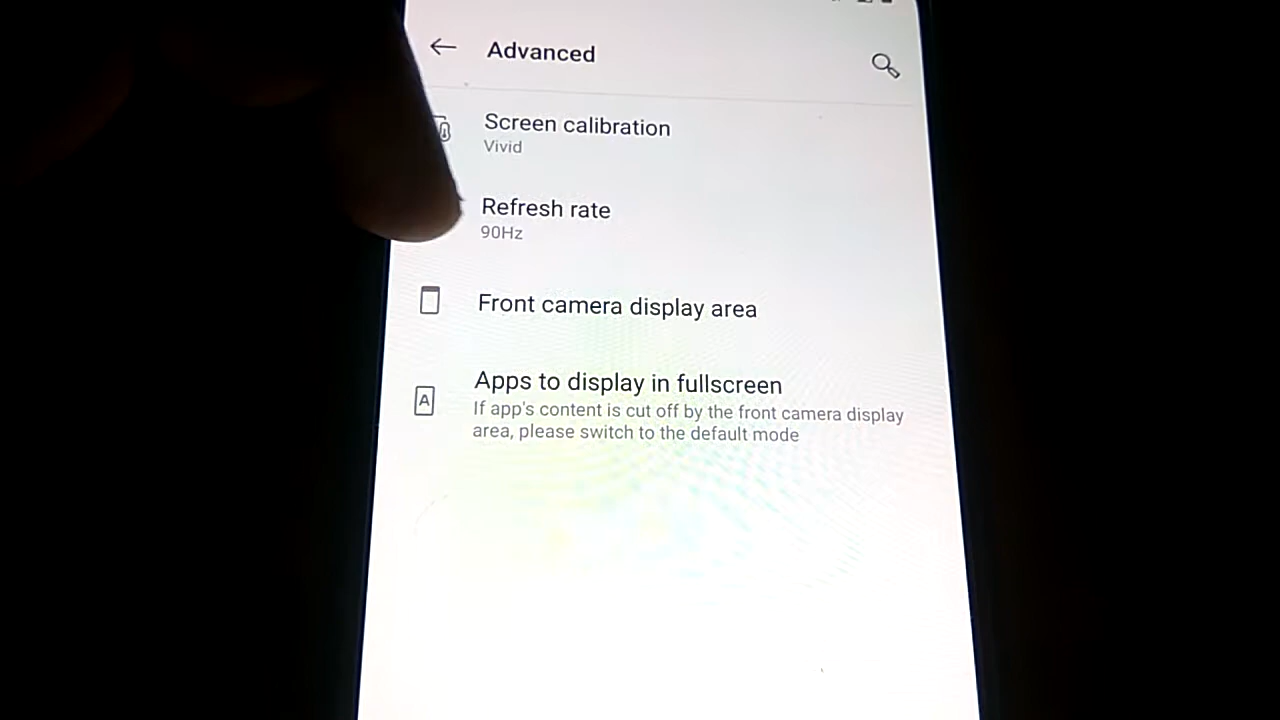 Advanced
Screen calibration
Vivid
Refresh rate
90Hz
Front camera display area
A
Apps to display in fullscreen
If app's content is cut off by the front camera display
area, please switch to the default mode